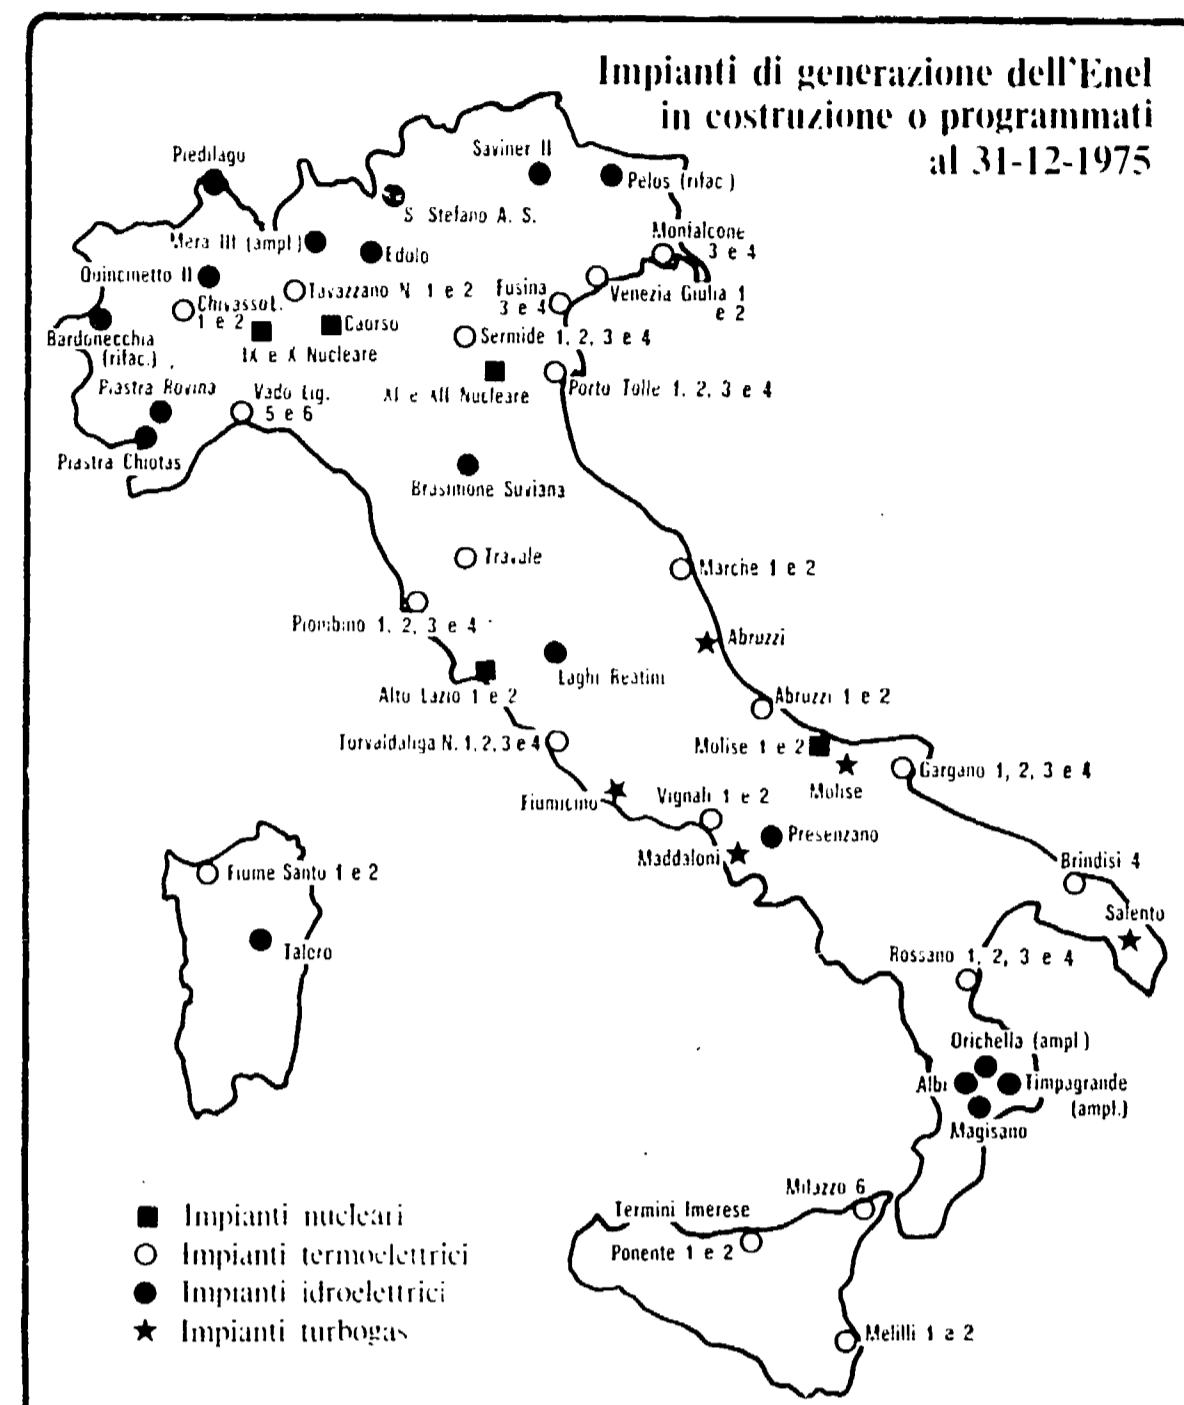 Impianti di generazione dell'Enel
in costruzione o programmati
al 31-12-1975
Piedilago
Saviner II
Pelos (rifac.)
S. Stefano A. S.
Monfalcone
3 e 4
Mera III (ampl.)
Edolo
Quincinetto II
Tavazzano N. 1 e 2
Fusina
3 e 4
Venezia Giulia 1
e 2
Chivasso t.
1 e 2
Caorso
Bardonecchia
(rifac.)
IX e X Nucleare
Sermide 1, 2, 3 e 4
Piastra Rovina
Vado Lig.
5 e 6
XI e XII Nucleare
Porto Tolle 1, 2, 3 e 4
Piastra Chiotas
Brasimone Suviana
Travale
Marche 1 e 2
Piombino 1, 2, 3 e 4
Abruzzi
Laghi Reatini
Alto Lazio 1 e 2
Abruzzi 1 e 2
Torvaldaliga N. 1, 2, 3 e 4
Molise 1 e 2
Molise
Gargano 1, 2, 3 e 4
Fiumicino
Vignali 1 e 2
Presenzano
Maddaloni
Brindisi 4
Fiume Santo 1 e 2
Salento
Taloro
Rossano 1, 2, 3 e 4
Orichella (ampl.)
Albi
Timpagrande
(ampl.)
Magisano
Milazzo 6
Termini Imerese
Ponente 1 e 2
Melilli 1 e 2
Impianti nucleari
Impianti termoelettrici
Impianti idroelettrici
Impianti turbogas